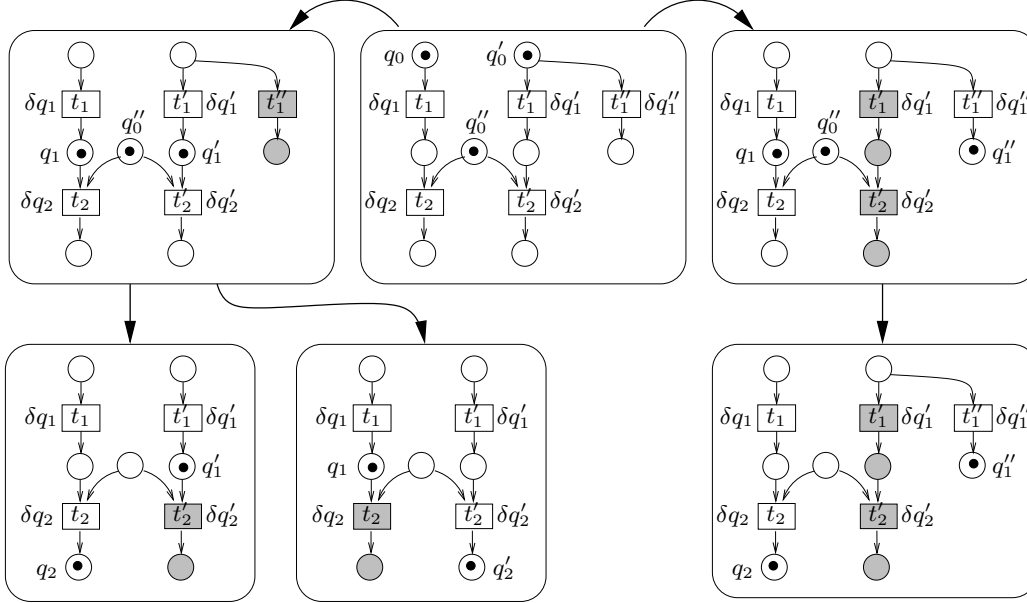 q₀ q₀′
δq₁ t₁ t₁′ δq₁′ t₁″
δq₁ t₁ t₁′ δq₁′ t₁″ δq₁″
δq₁ t₁ t₁′ δq₁′ t₁″ δq₁″
q₀″
q₀″
q₀″
q₁ q₁′
q₁ q₁″
δq₂ t₂ t₂′ δq₂′
δq₂ t₂ t₂′ δq₂′
δq₂ t₂ t₂′ δq₂′
δq₁ t₁ t₁′ δq₁′
δq₁ t₁ t₁′ δq₁′
δq₁ t₁ t₁′ δq₁′ t₁″ δq₁″
q₁′
q₁
q₁″
δq₂ t₂ t₂′ δq₂′
δq₂ t₂ t₂′ δq₂′
δq₂ t₂ t₂′ δq₂′
q₂
q₂′
q₂